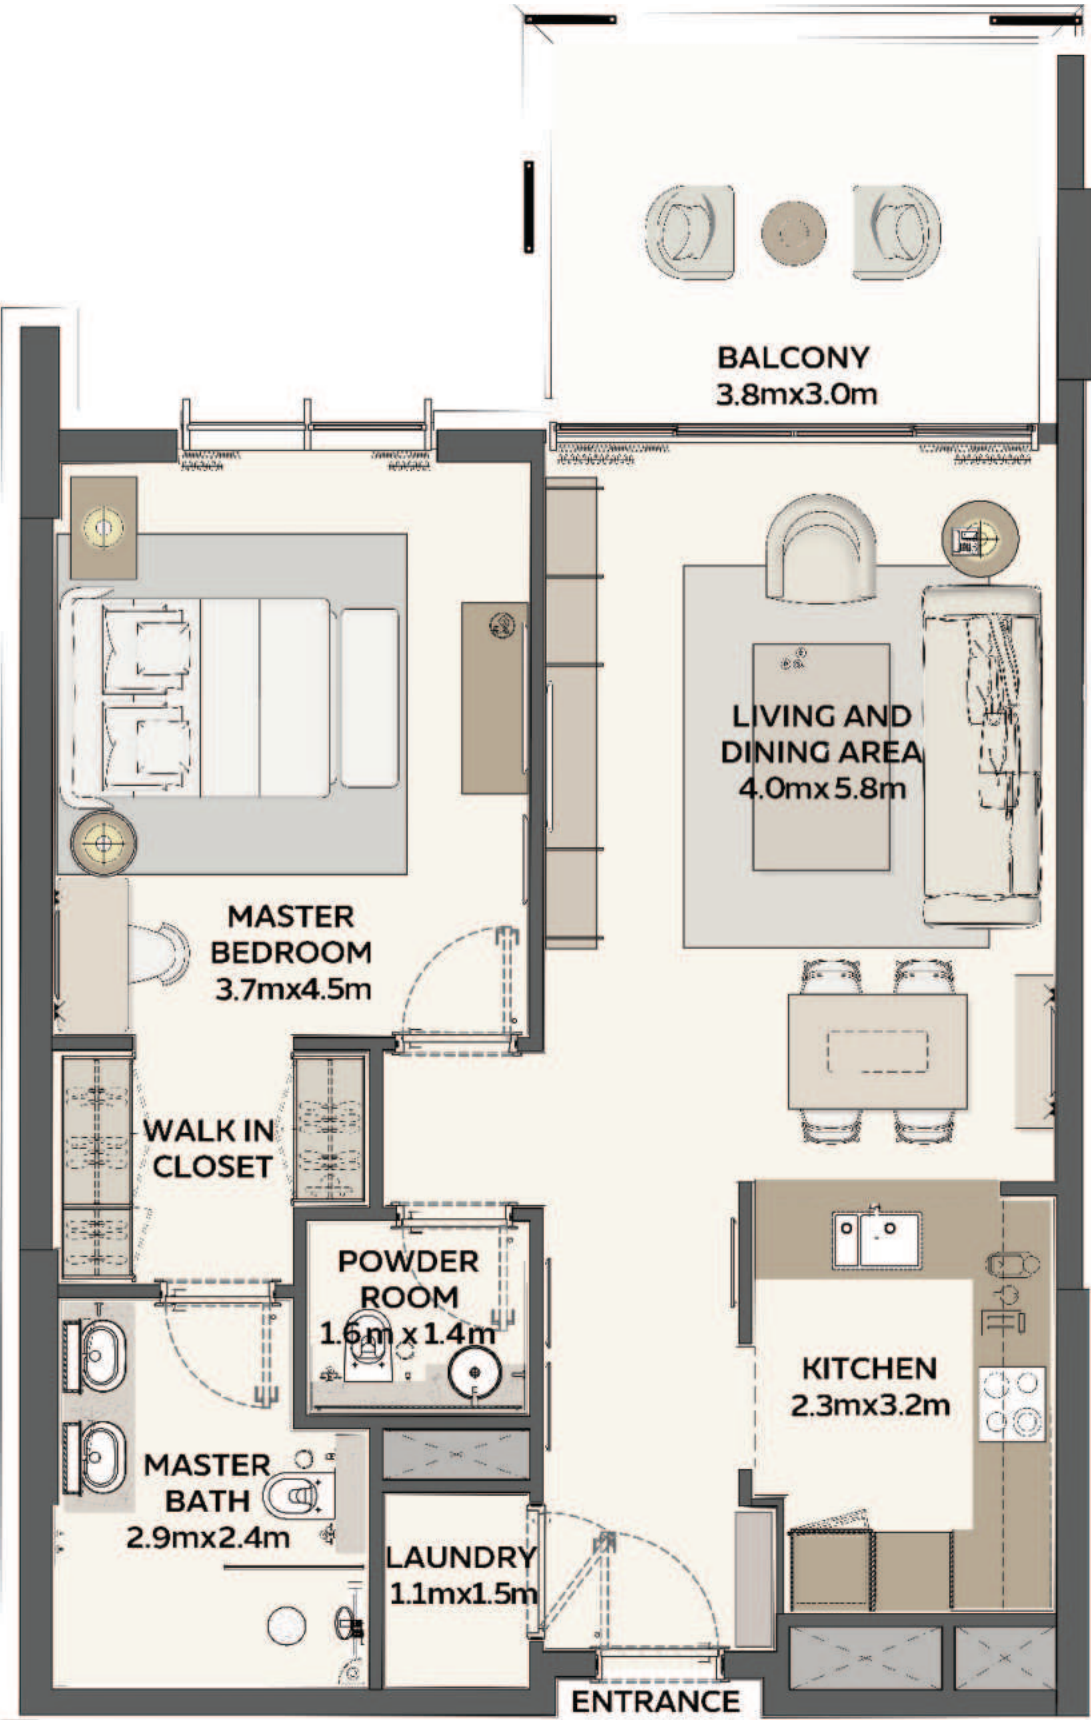 BALCONY
3.8mx3.0m
LIVING AND
DINING AREA
4.0mx 5.8m
MASTER
BEDROOM
3.7mx4.5m
WALK IN
CLOSET
POWDER
ROOM
1.6m x 1.4m
KITCHEN
2.3mx3.2m
MASTER
BATH
2.9mx2.4m
LAUNDRY
1.1mx1.5m
ENTRANCE